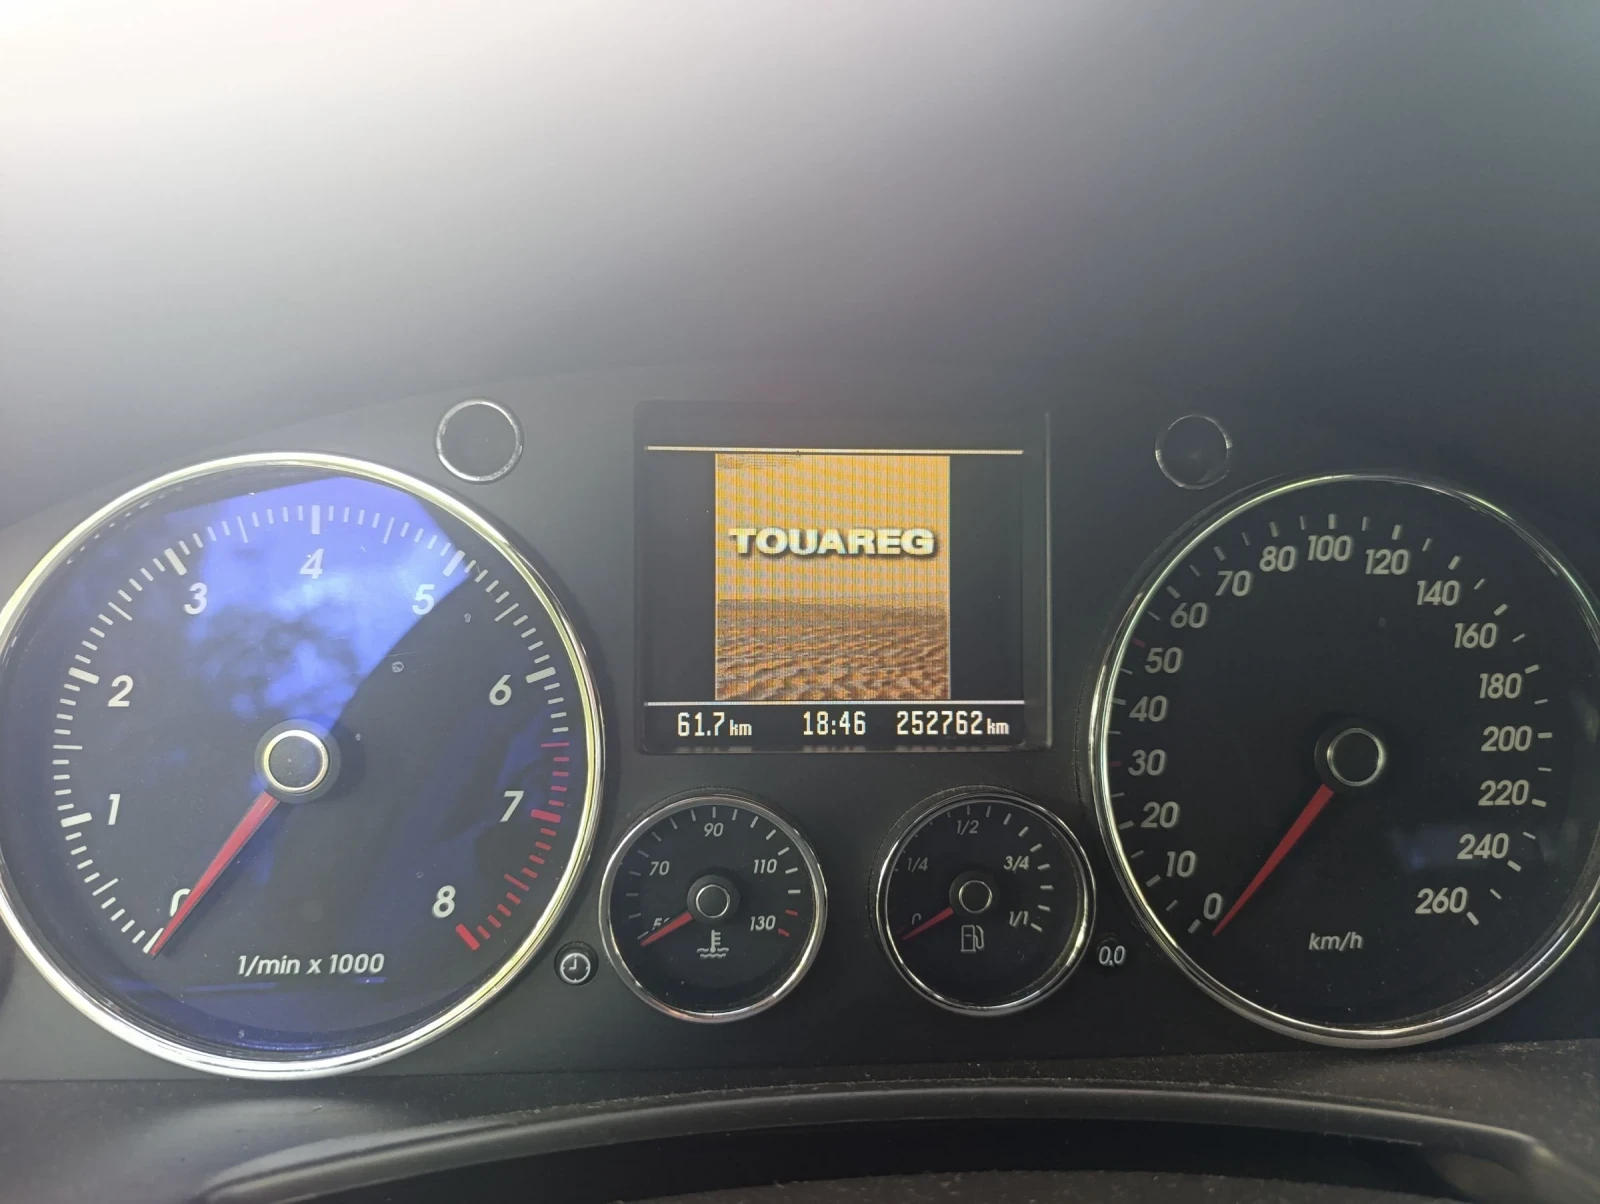 TOUAREG
61.7 km 18:46 252762 km
0 1 2 3 4 5 6 7 8
1/min x 1000
70 90 110 130
0 1/4 1/2 3/4 1/1
0,0
0 10 20 30 40 50 60 70 80 100 120 140 160 180 200 220 240 260
km/h